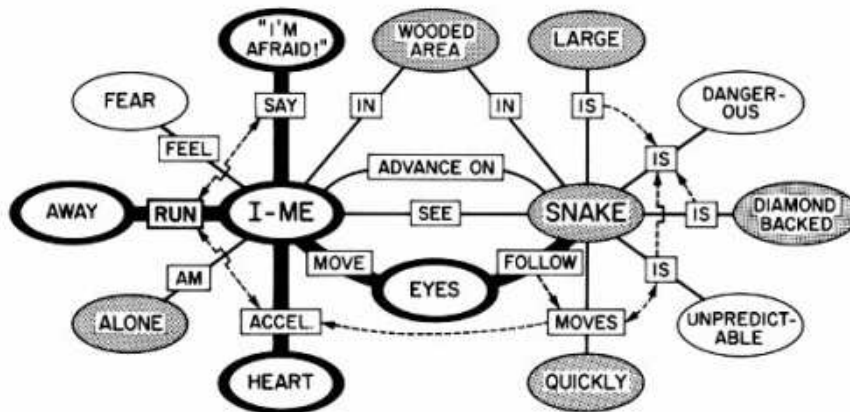 "I'M
AFRAID!"
WOODED
AREA
LARGE
FEAR
SAY
IN
IN
IS
DANGER-
OUS
FEEL
IS
ADVANCE ON
AWAY
RUN
I-ME
SEE
SNAKE
IS
DIAMOND
BACKED
MOVE
FOLLOW
AM
EYES
IS
ALONE
ACCEL.
MOVES
UNPREDICT-
ABLE
HEART
QUICKLY